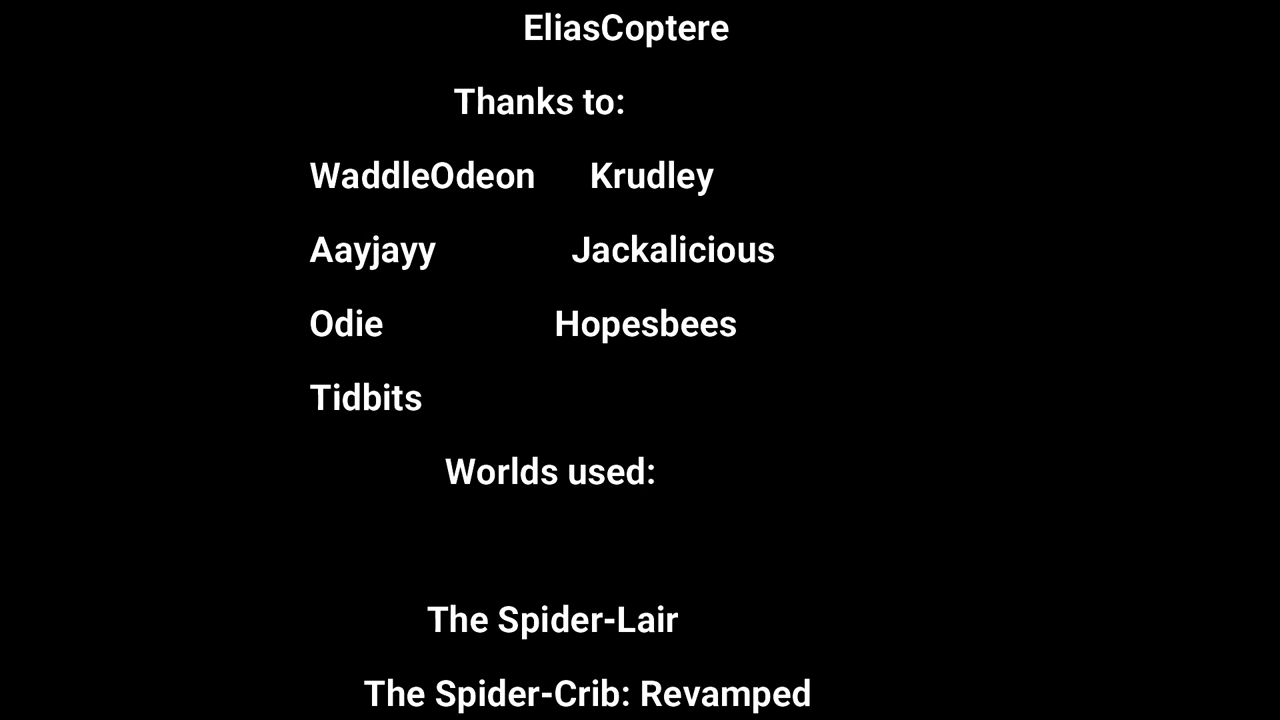 EliasCoptere
Thanks to:
WaddleOdeon Krudley
Aayjayy Jackalicious
Odie Hopesbees
Tidbits
Worlds used:
The Spider-Lair
The Spider-Crib: Revamped